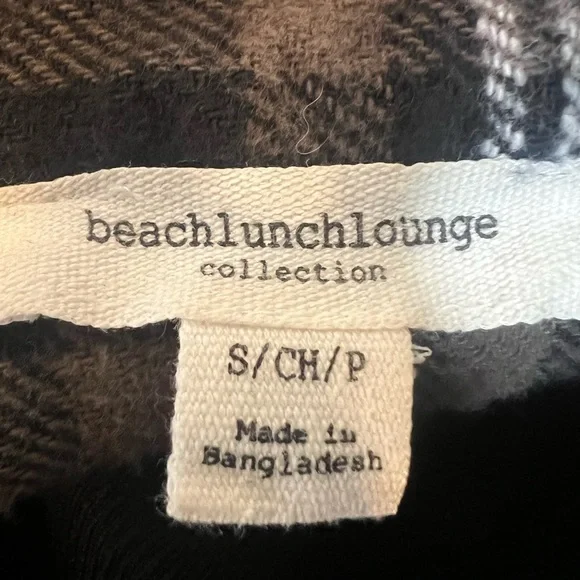 beachlunchlounge
collection
S/CH/P
Made in
Bangladesh